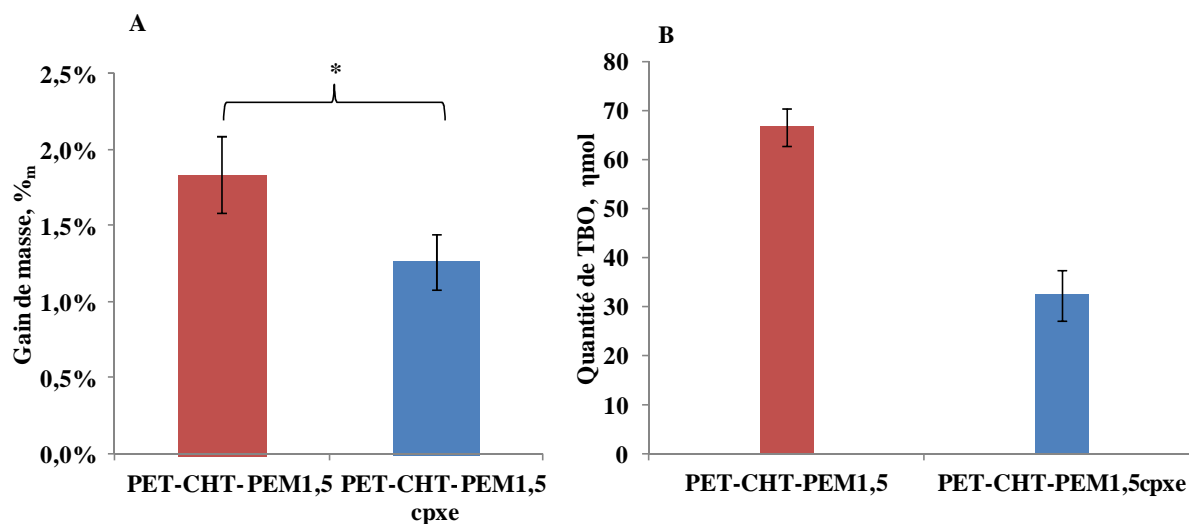 A
*
2,5%
2,0%
1,5%
1,0%
0,5%
0,0%
Gain de masse, %m
PET-CHT-PEM1,5 PET-CHT-PEM1,5
cpxe
B
80
70
60
50
40
30
20
10
0
Quantité de TBO, ηmol
PET-CHT-PEM1,5 PET-CHT-PEM1,5cpxe